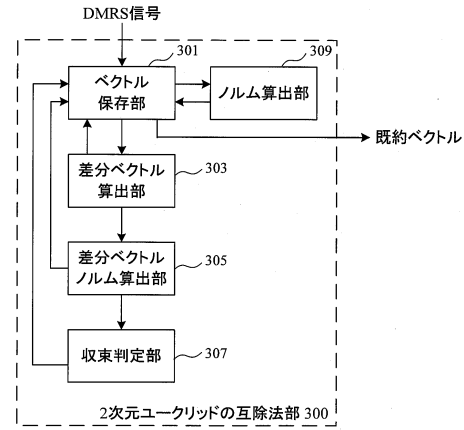 DMRS信号
301
309
ベクトル
保存部
ノルム算出部
既約ベクトル
303
差分ベクトル
算出部
305
差分ベクトル
ノルム算出部
307
収束判定部
2次元ユークリッドの互除法部 300